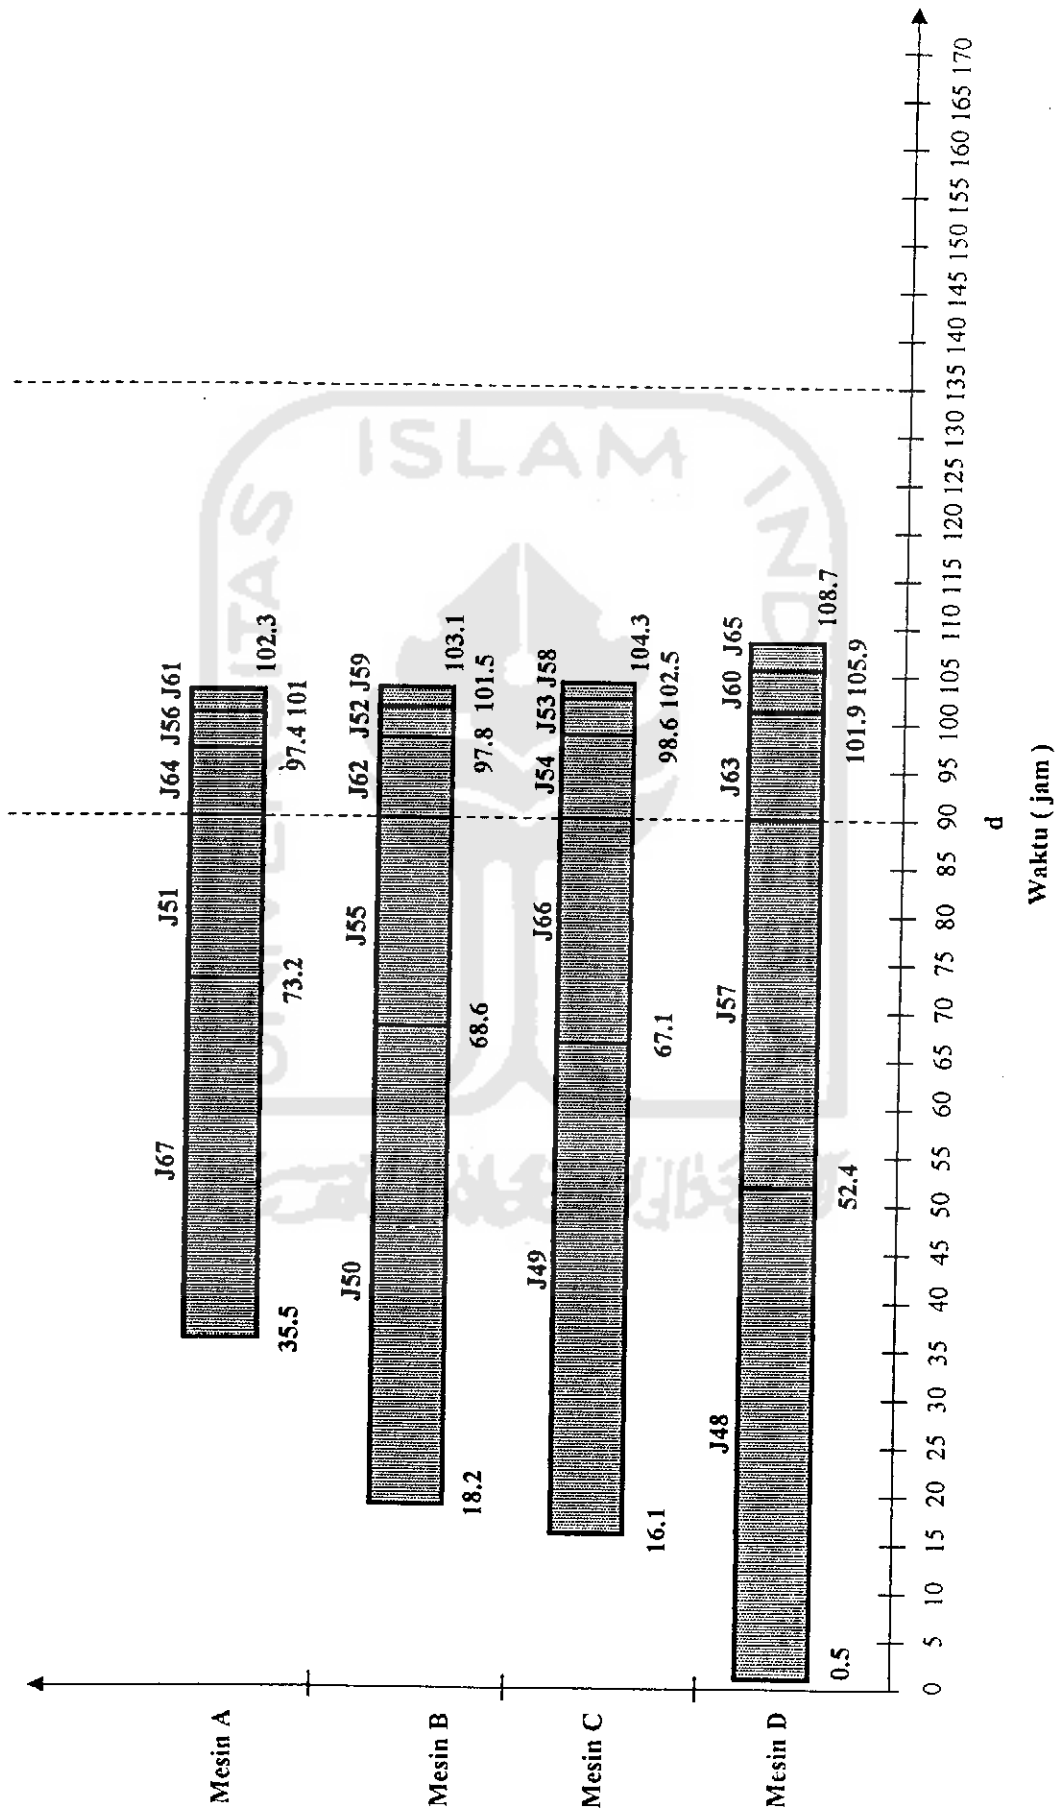 Mesin A
J67 J51 J64 J56 J61
35.5 73.2 97.4 101 102.3
Mesin B
J50 J55 J62 J52 J59
18.2 68.6 97.8 101.5 103.1
Mesin C
J49 J66 J54 J53 J58
16.1 67.1 98.6 102.5 104.3
Mesin D
J48 J57 J63 J60 J65
0.5 52.4 101.9 105.9 108.7
0 5 10 15 20 25 30 35 40 45 50 55 60 65 70 75 80 85 90 95 100 105 110 115 120 125 130 135 140 145 150 155 160 165 170
d
Waktu ( jam )
ISLAM